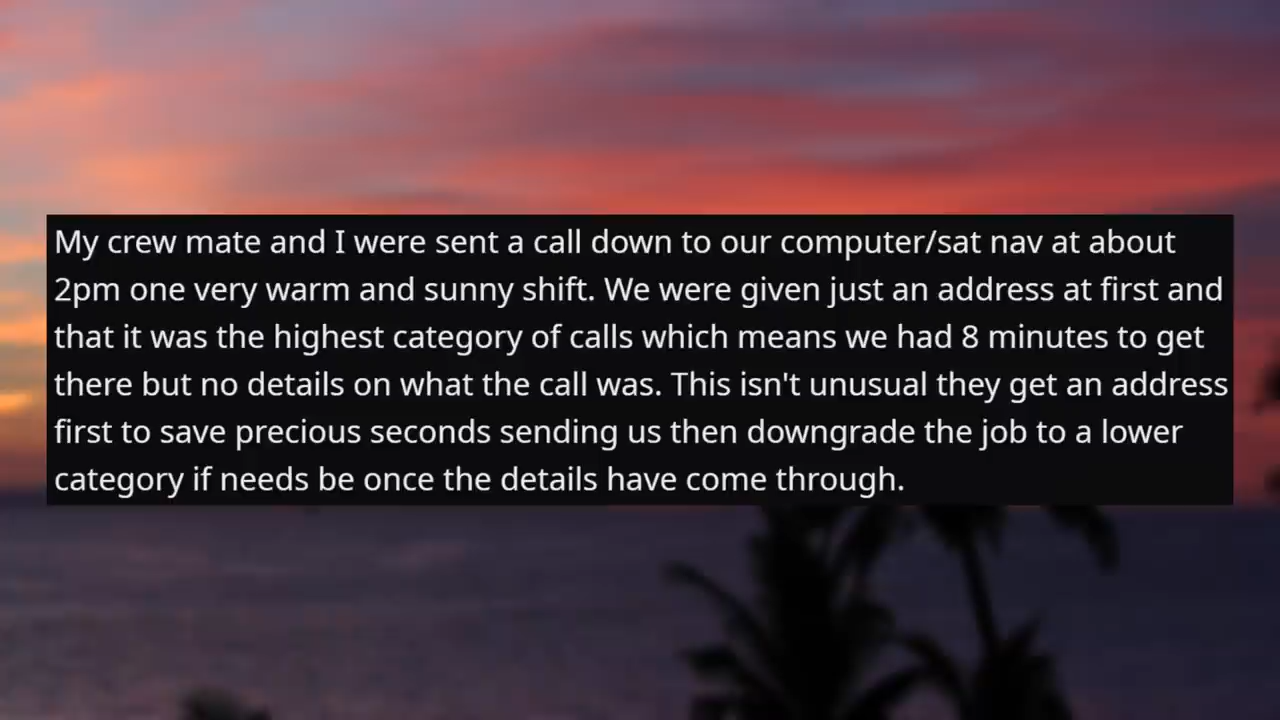 My crew mate and I were sent a call down to our computer/sat nav at about
2pm one very warm and sunny shift. We were given just an address at first and
that it was the highest category of calls which means we had 8 minutes to get
there but no details on what the call was. This isn't unusual they get an address
first to save precious seconds sending us then downgrade the job to a lower
category if needs be once the details have come through.